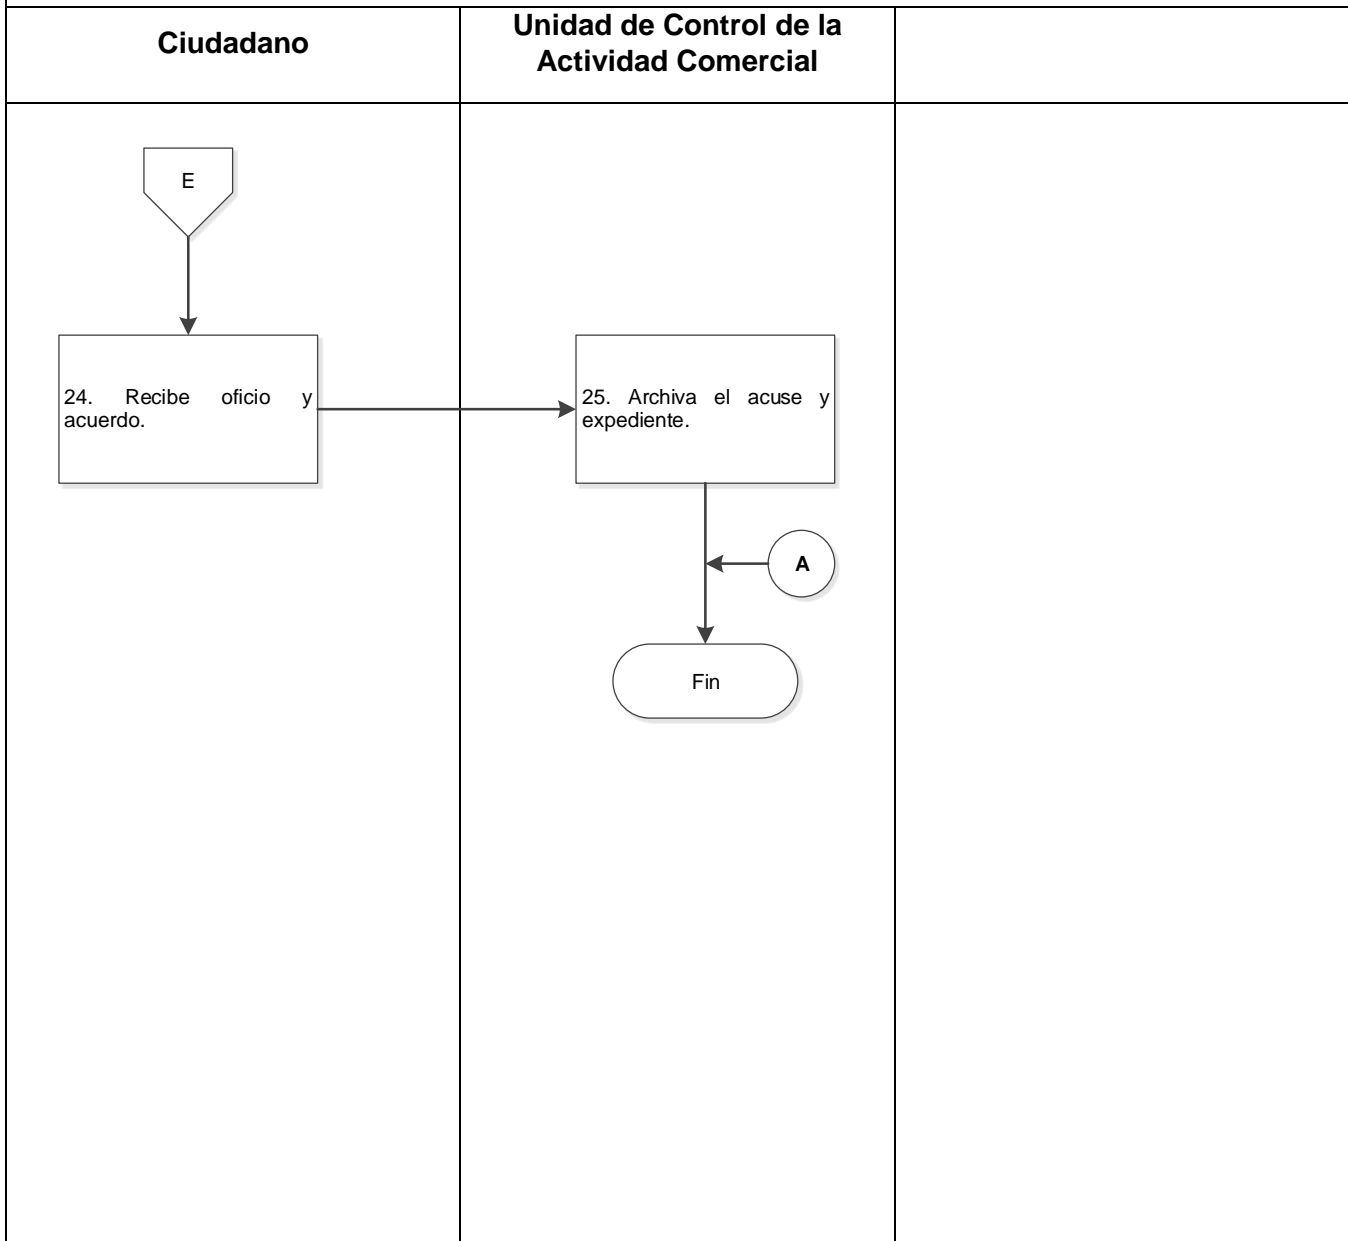 Ciudadano
Unidad de Control de la
Actividad Comercial
E
24. Recibe oficio y
acuerdo.
25. Archiva el acuse y
expediente.
A
Fin